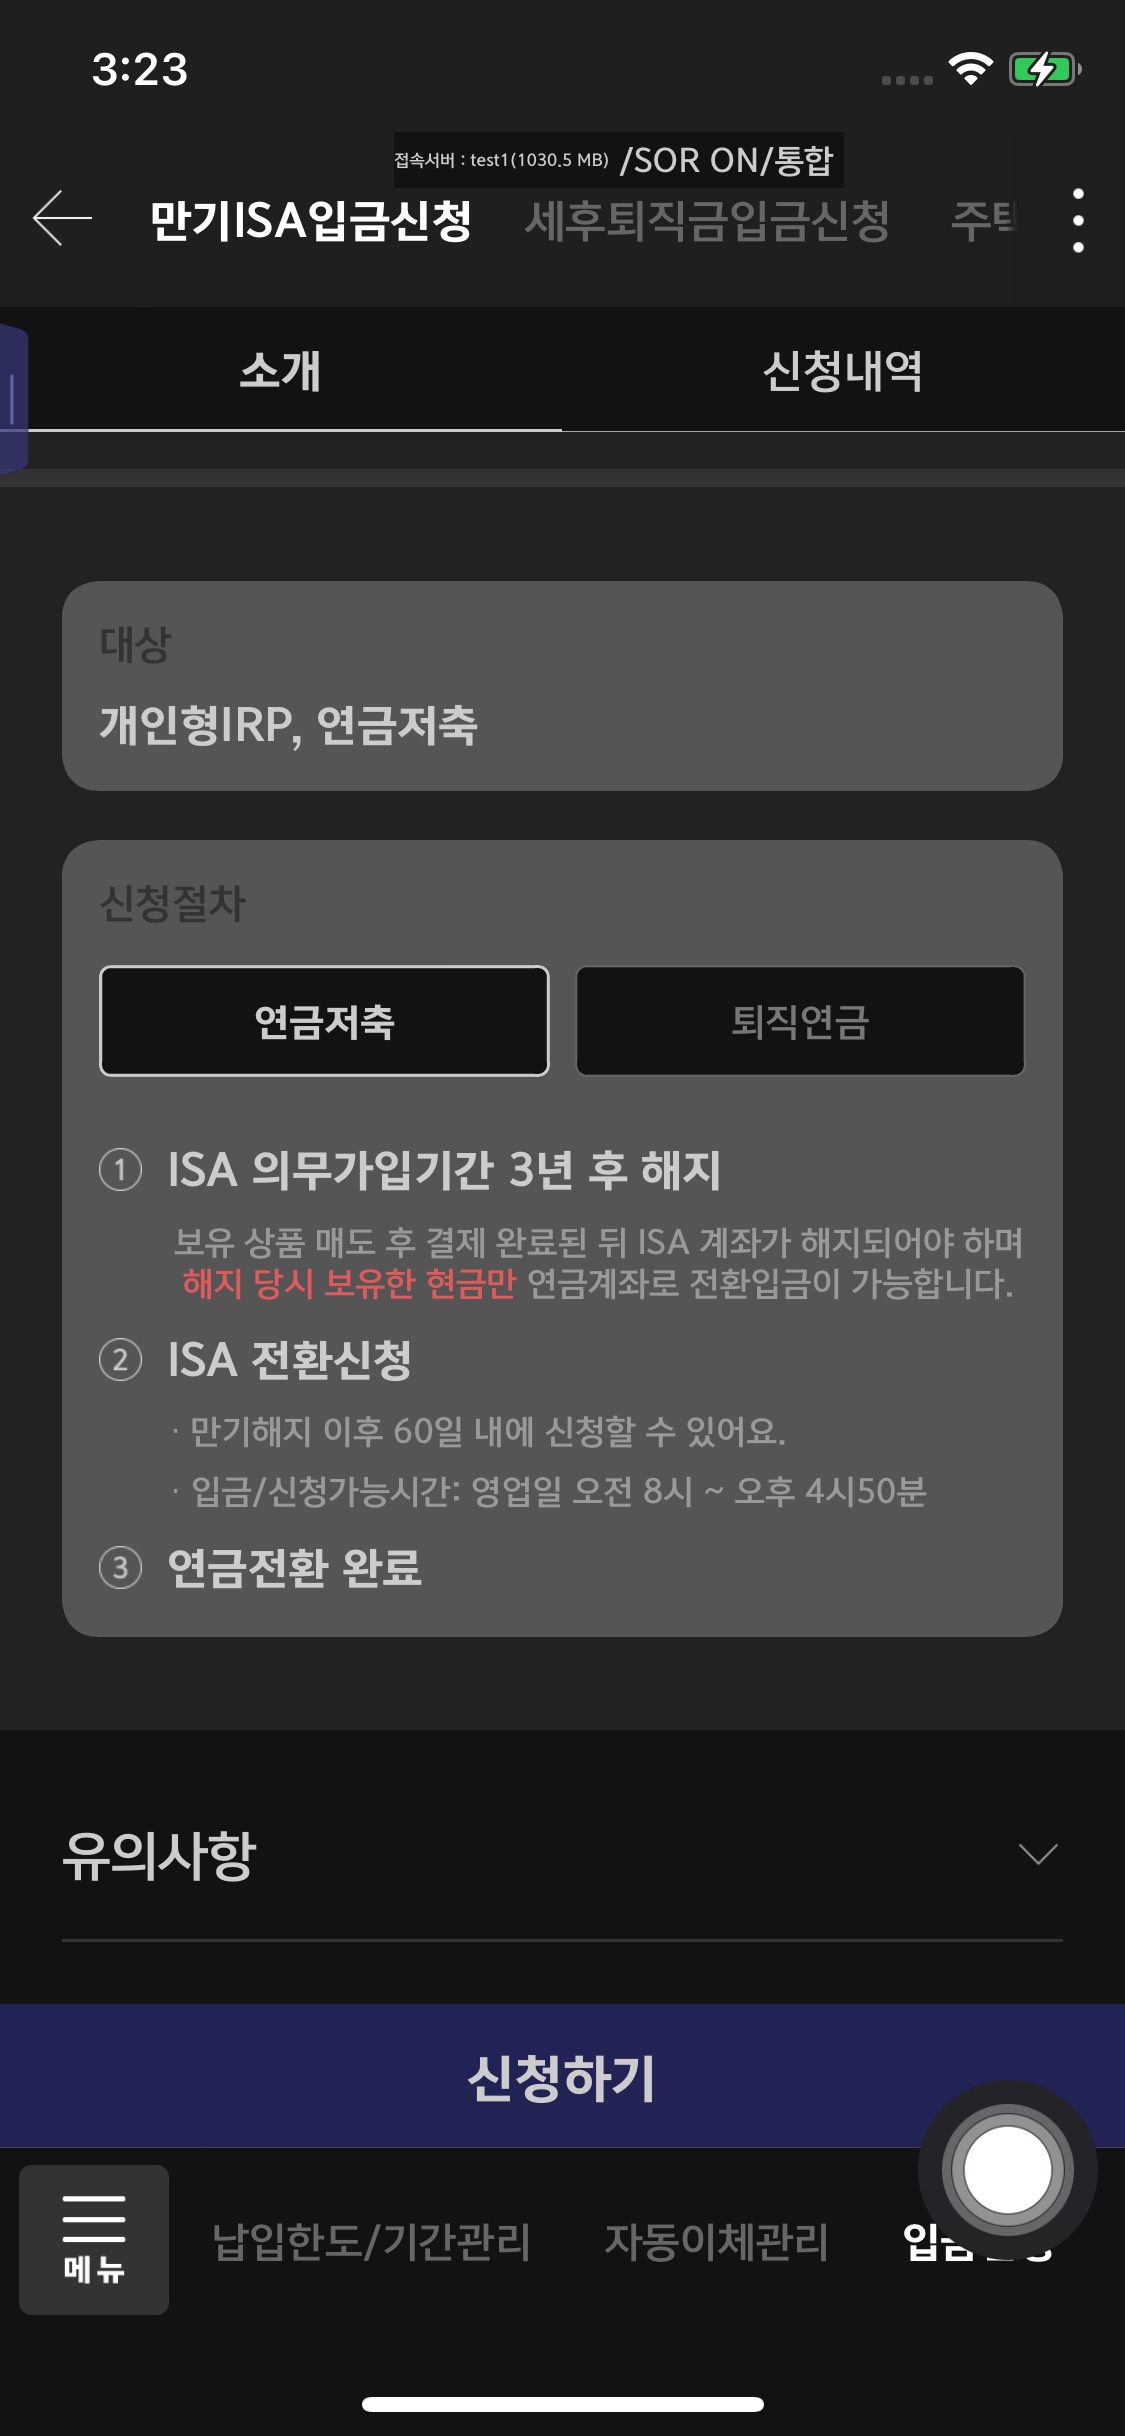 3:23
접속서버 : test1(1030.5 MB) /SOR ON/통합
만기ISA입금신청 세후퇴직금입금신청
소개 신청내역
대상
개인형IRP, 연금저축
신청절차
연금저축 퇴직연금
① ISA 의무가입기간 3년 후 해지
보유 상품 매도 후 결제 완료된 뒤 ISA 계좌가 해지되어야 하며
해지 당시 보유한 현금만 연금계좌로 전환입금이 가능합니다.
② ISA 전환신청
· 만기해지 이후 60일 내에 신청할 수 있어요.
· 입금/신청가능시간: 영업일 오전 8시 ~ 오후 4시50분
③ 연금전환 완료
유의사항
신청하기
메뉴 납입한도/기간관리 자동이체관리